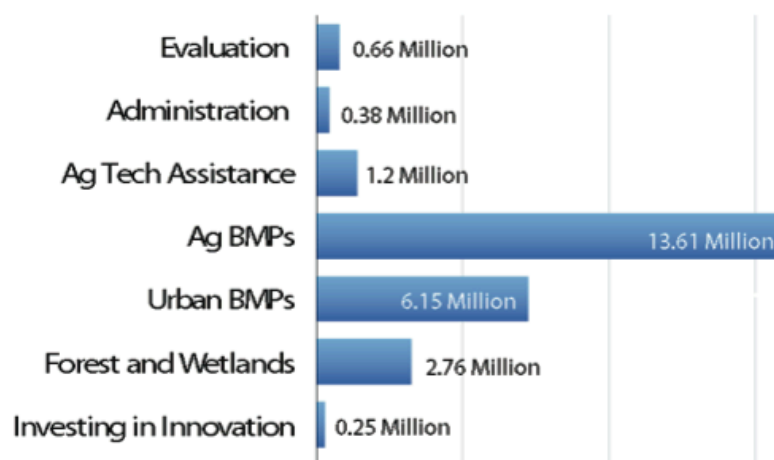 Evaluation 0.66 Million
Administration 0.38 Million
Ag Tech Assistance 1.2 Million
Ag BMPs 13.61 Million
Urban BMPs 6.15 Million
Forest and Wetlands 2.76 Million
Investing in Innovation 0.25 Million